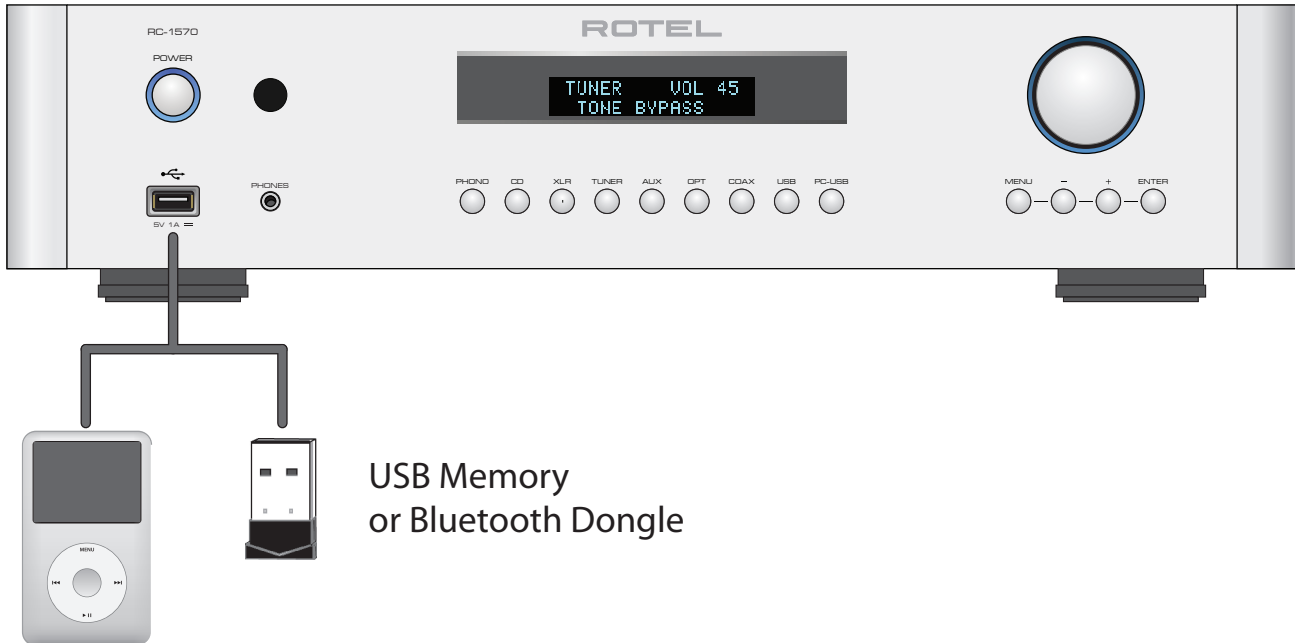 RC-1570
ROTEL
POWER
TUNER VOL 45
TONE BYPASS
PHONES
5V 1A
PHONO CD XLR TUNER AUX OPT COAX USB PC-USB
MENU - + ENTER
USB Memory
or Bluetooth Dongle
MENU